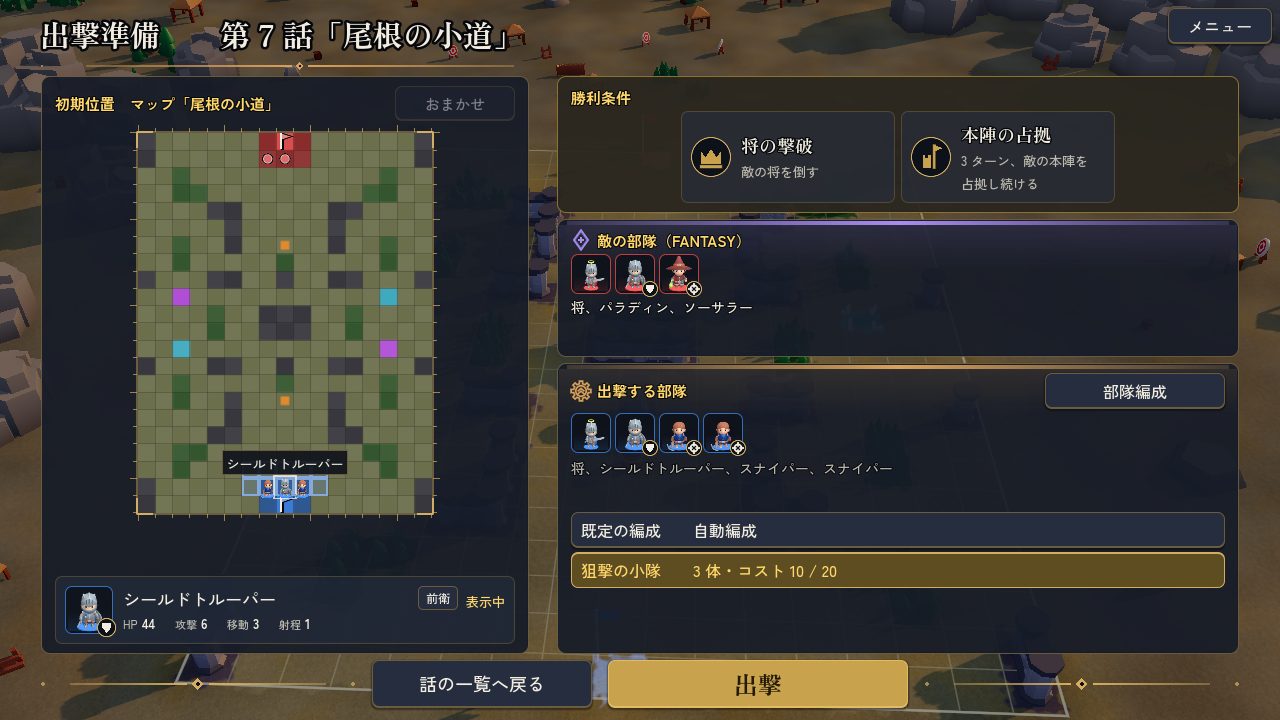 出撃準備　第 7 話「尾根の小道」
メニュー
初期位置　マップ「尾根の小道」
おまかせ
シールドトルーパー
シールドトルーパー
前衛
表示中
HP 44　攻撃 6　移動 3　射程 1
勝利条件
将の撃破
敵の将を倒す
本陣の占拠
3 ターン、敵の本陣を
占拠し続ける
敵の部隊（FANTASY）
将、パラディン、ソーサラー
出撃する部隊
部隊編成
将、シールドトルーパー、スナイパー、スナイパー
既定の編成　自動編成
狙撃の小隊　3 体・コスト 10 / 20
話の一覧へ戻る
出撃